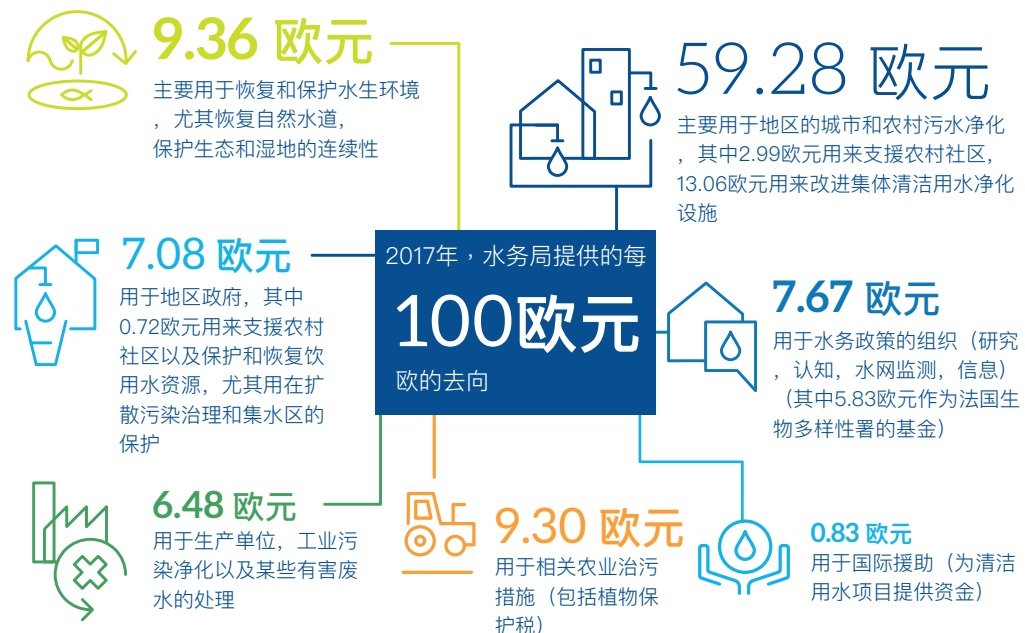 9.36 欧元
主要用于恢复和保护水生环境
，尤其恢复自然水道，
保护生态和湿地的连续性
59.28 欧元
主要用于地区的城市和农村污水净化
，其中2.99欧元用来支援农村社区，
13.06欧元用来改进集体清洁用水净化
设施
7.08 欧元
用于地区政府，其中
0.72欧元用来支援农村
社区以及保护和恢复饮
用水资源，尤其用在扩
散污染治理和集水区的
保护
2017年，水务局提供的每
100欧元
欧的去向
7.67 欧元
用于水务政策的组织（研究
，认知，水网监测，信息）
（其中5.83欧元作为法国生
物多样性署的基金）
6.48 欧元
用于生产单位，工业污
染净化以及某些有害废
水的处理
9.30 欧元
用于相关农业治污
措施（包括植物保
护税）
0.83 欧元
用于国际援助（为清洁
用水项目提供资金）